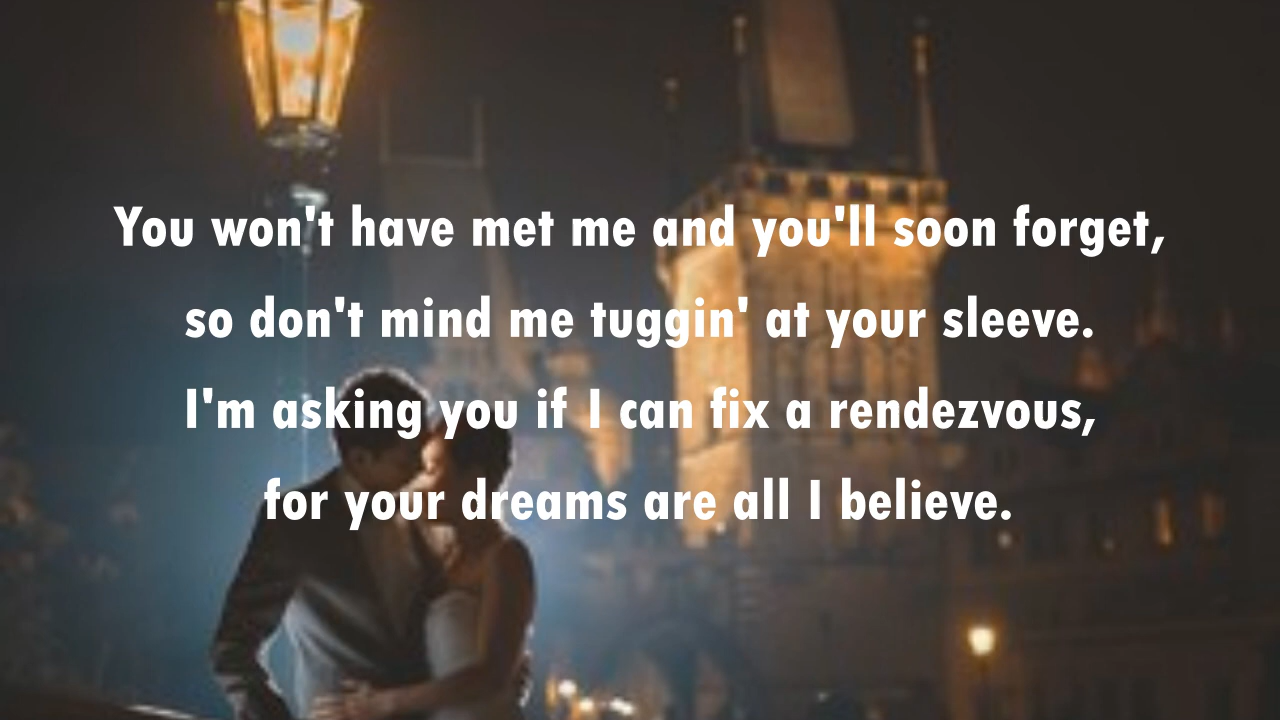 You won't have met me and you'll soon forget,
so don't mind me tuggin' at your sleeve.
I'm asking you if I can fix a rendezvous,
for your dreams are all I believe.